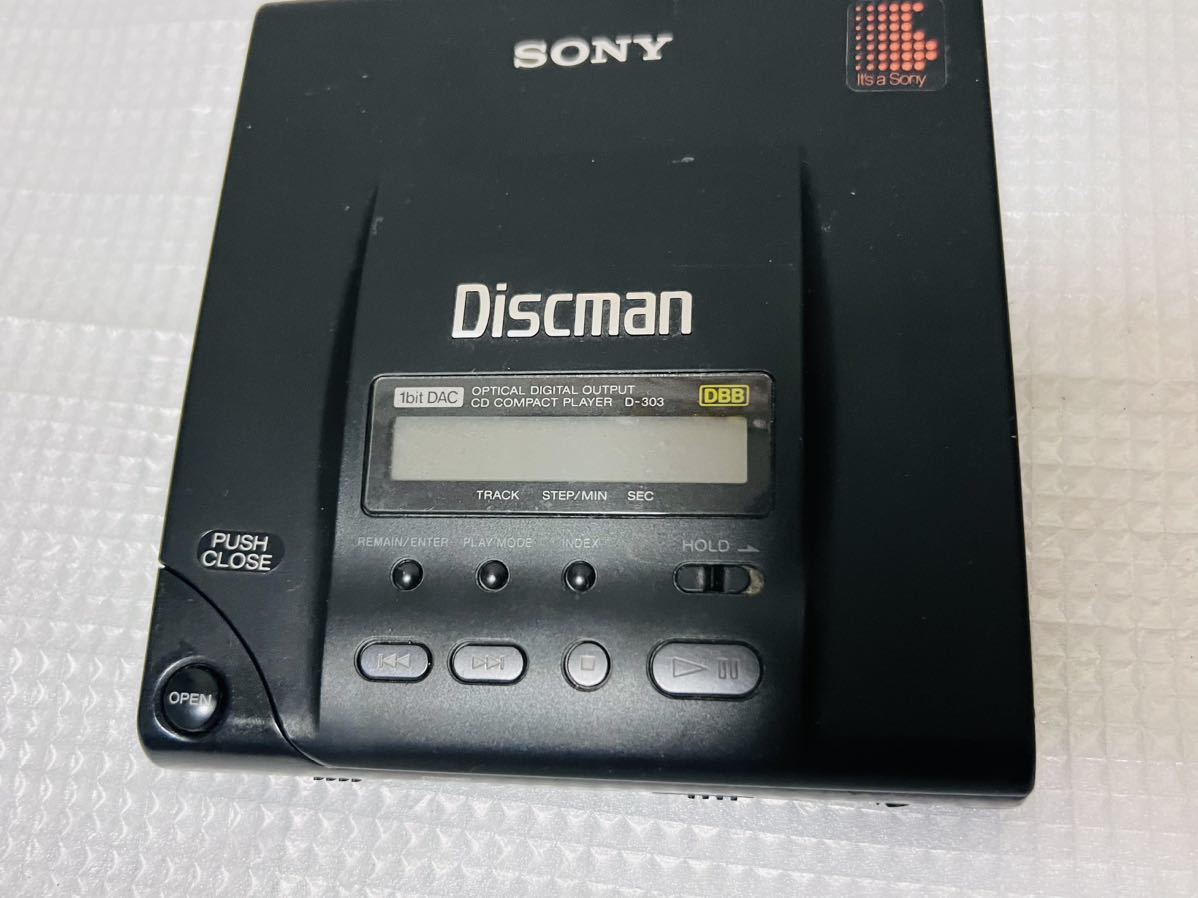 SONY
It's a Sony
Discman
1bit DAC
OPTICAL DIGITAL OUTPUT
CD COMPACT PLAYER D-303
DBB
TRACK STEP/MIN SEC
REMAIN/ENTER PLAY MODE INDEX
HOLD
PUSH
CLOSE
OPEN